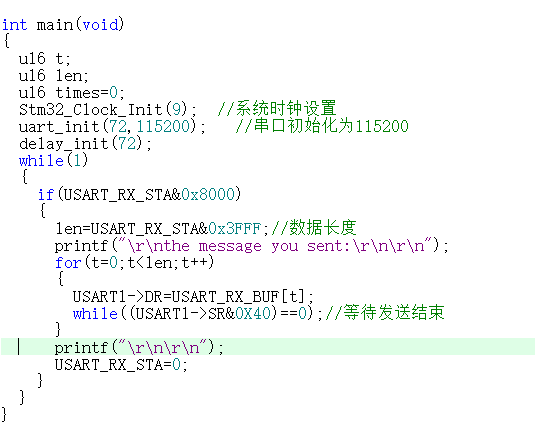 int main(void)
{
  u16 t;
  u16 len;
  u16 times=0;
  Stm32_Clock_Init(9);  //系统时钟设置
  uart_init(72,115200);   //串口初始化为115200
  delay_init(72);
  while(1)
  {
    if(USART_RX_STA&0x8000)
    {
      len=USART_RX_STA&0x3FFF;//数据长度
      printf("\r\nthe message you sent:\r\n\r\n");
      for(t=0;t<len;t++)
      {
        USART1->DR=USART_RX_BUF[t];
        while((USART1->SR&0X40)==0);//等待发送结束
      }
      printf("\r\n\r\n");
      USART_RX_STA=0;
    }
  }
}